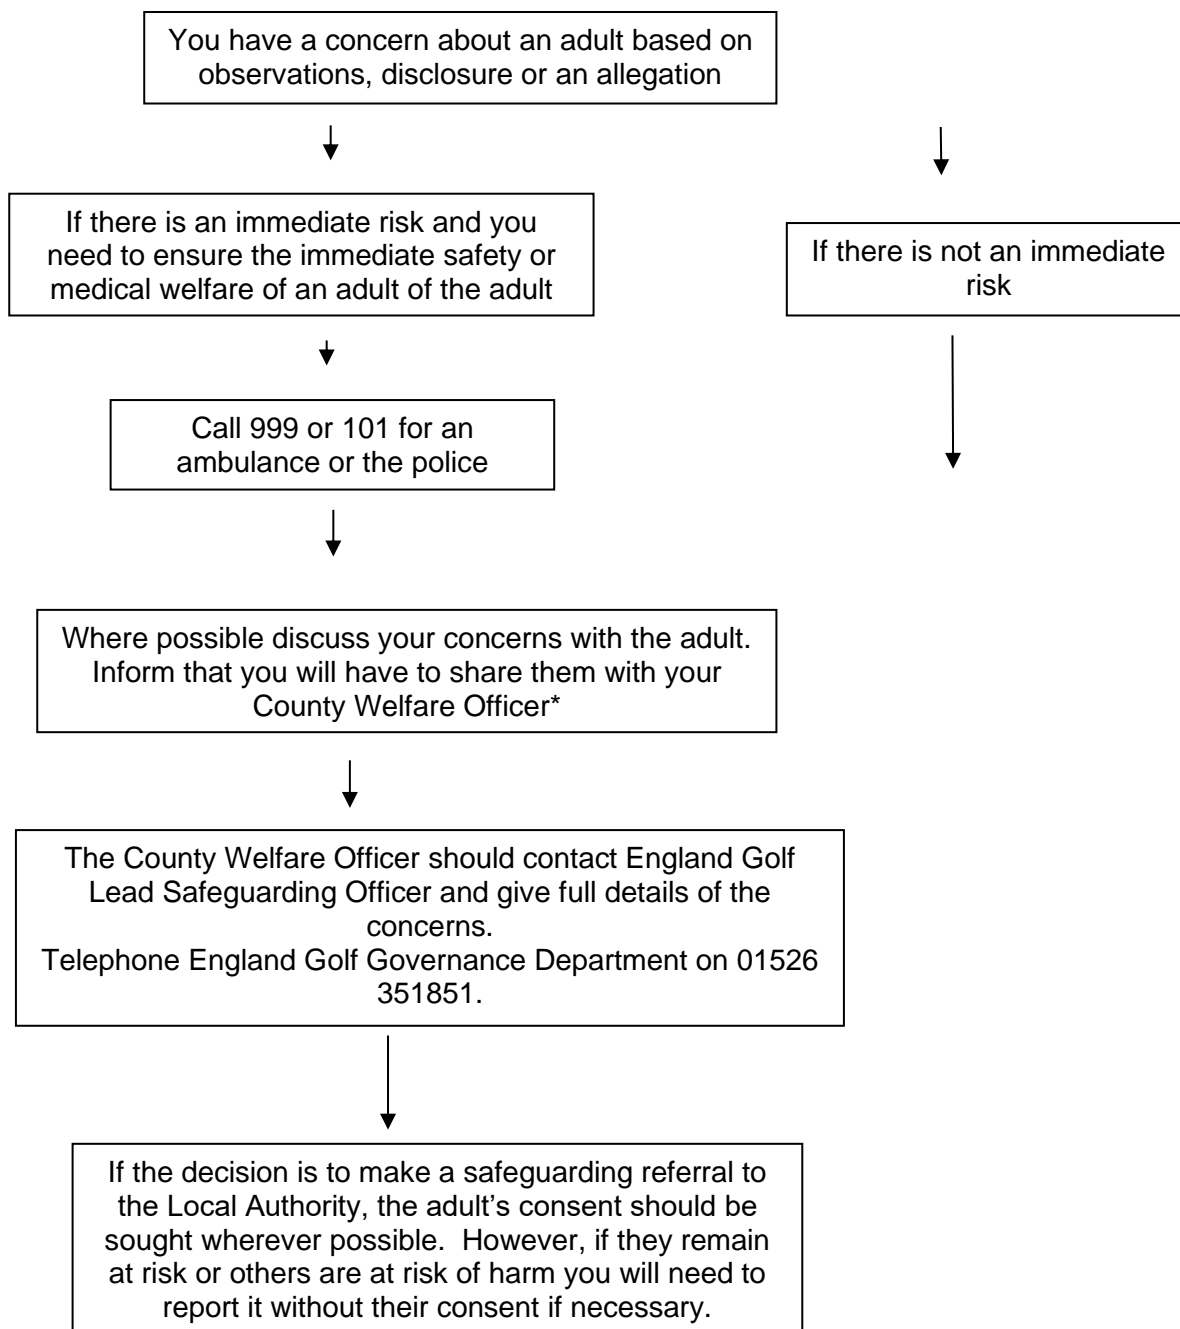 You have a concern about an adult based on
observations, disclosure or an allegation
If there is an immediate risk and you
need to ensure the immediate safety or
medical welfare of an adult of the adult
If there is not an immediate
risk
Call 999 or 101 for an
ambulance or the police
Where possible discuss your concerns with the adult.
Inform that you will have to share them with your
County Welfare Officer*
The County Welfare Officer should contact England Golf
Lead Safeguarding Officer and give full details of the
concerns.
Telephone England Golf Governance Department on 01526
351851.
If the decision is to make a safeguarding referral to
the Local Authority, the adult’s consent should be
sought wherever possible.  However, if they remain
at risk or others are at risk of harm you will need to
report it without their consent if necessary.